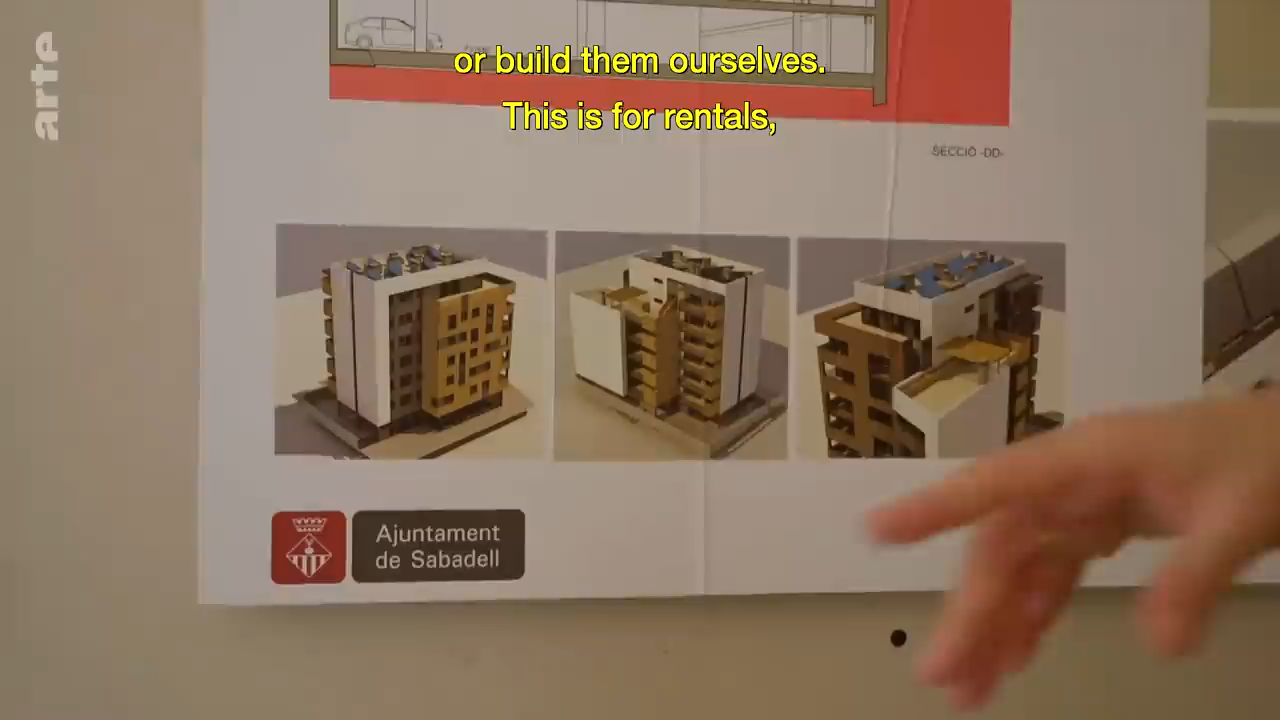 arte
or build them ourselves.
This is for rentals,
SECCIÓ -DD-
Ajuntament
de Sabadell